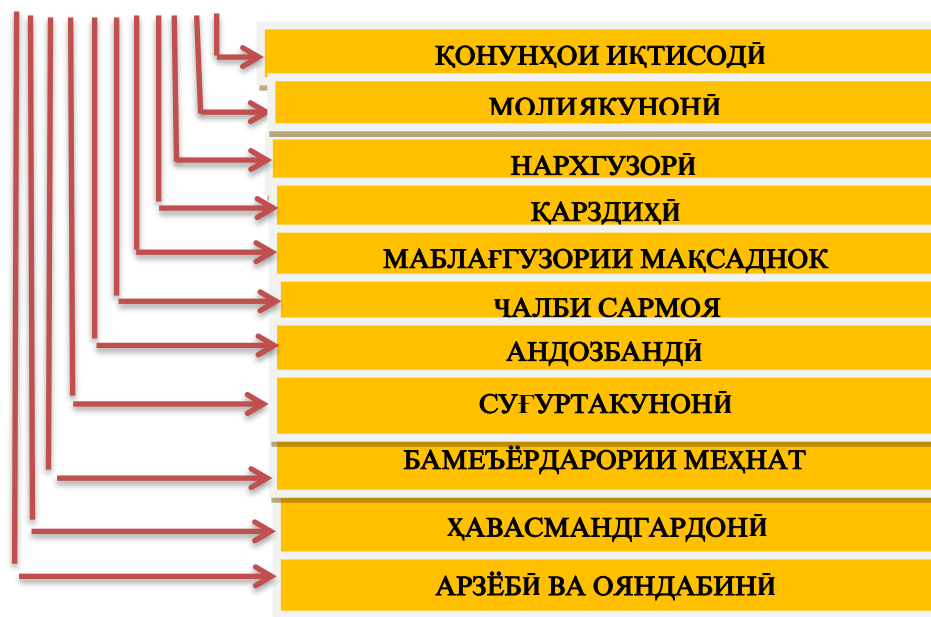 ҚОНУНҲОИ ИҚТИСОДӢ
МОЛИЯКУНОНӢ
НАРХГУЗОРӢ
ҚАРЗДИҲӢ
МАБЛАҒГУЗОРИИ МАҚСАДНОК
ҶАЛБИ САРМОЯ
АНДОЗБАНДӢ
СУҒУРТАКУНОНӢ
БАМЕЪЁРДАРОРИИ МЕҲНАТ
ҲАВАСМАНДГАРДОНӢ
АРЗЁБӢ ВА ОЯНДАБИНӢ